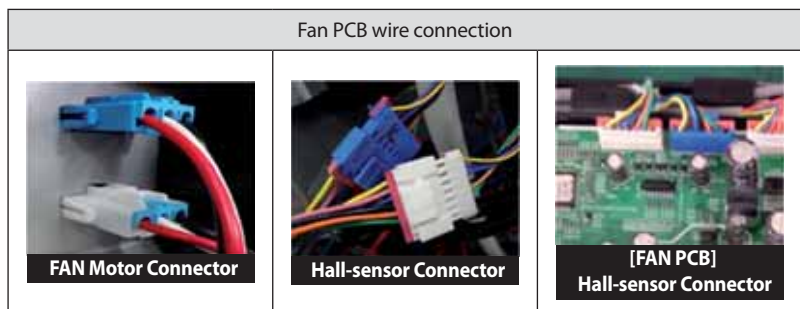 Fan PCB wire connection
FAN Motor Connector
Hall-sensor Connector
[FAN PCB]
Hall-sensor Connector